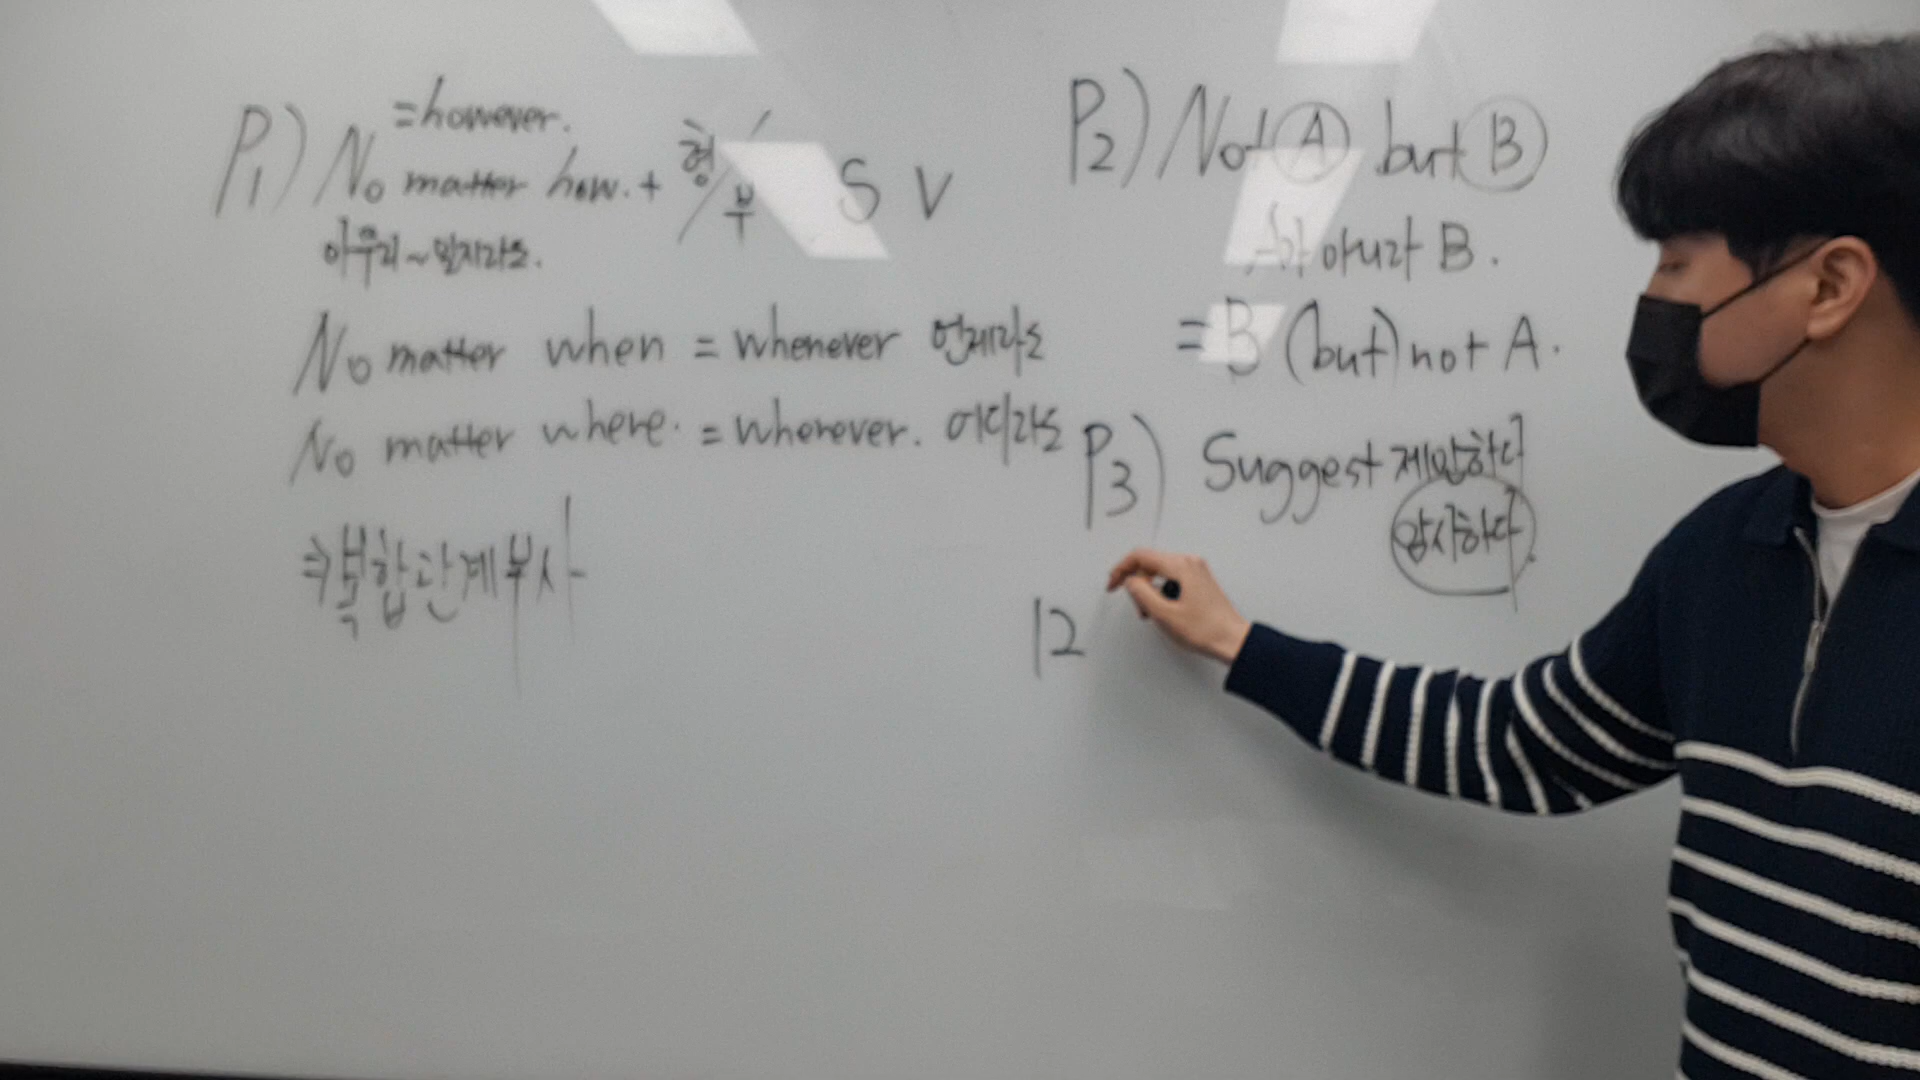 =however.
P1) No matter how. + 형/부 S V
아무리~일지라도.
No matter when = whenever 언제라도
No matter where. = wherever. 어디라도
⇒복합관계부사
P2) Not A but B
아니라 B.
= B (but) not A.
P3) Suggest 제안하다
암시하다.
12